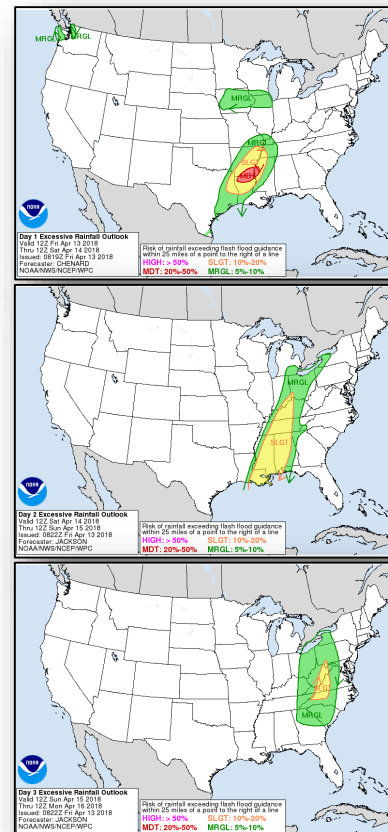 MRGL
MRGL
MRGL
MRGL
SLGT
MDT
NOAA
Day 1 Excessive Rainfall Outlook
Valid 12Z Fri Apr 13 2018
Thru 12Z Sat Apr 14 2018
Issued: 0819Z Fri Apr 13 2018
Forecaster: CHENARD
NOAA/NWS/NCEP/WPC
Risk of rainfall exceeding flash flood guidance
within 25 miles of a point to the right of a line
HIGH: > 50% SLGT: 10%-20%
MDT: 20%-50% MRGL: 5%-10%
MRGL
SLGT
NOAA
Day 2 Excessive Rainfall Outlook
Valid 12Z Sat Apr 14 2018
Thru 12Z Sun Apr 15 2018
Issued: 0822Z Fri Apr 13 2018
Forecaster: JACKSON
NOAA/NWS/NCEP/WPC
Risk of rainfall exceeding flash flood guidance
within 25 miles of a point to the right of a line
HIGH: > 50% SLGT: 10%-20%
MDT: 20%-50% MRGL: 5%-10%
SLGT
MRGL
NOAA
Day 3 Excessive Rainfall Outlook
Valid 12Z Sun Apr 15 2018
Thru 12Z Mon Apr 16 2018
Issued: 0822Z Fri Apr 13 2018
Forecaster: JACKSON
NOAA/NWS/NCEP/WPC
Risk of rainfall exceeding flash flood guidance
within 25 miles of a point to the right of a line
HIGH: > 50% SLGT: 10%-20%
MDT: 20%-50% MRGL: 5%-10%